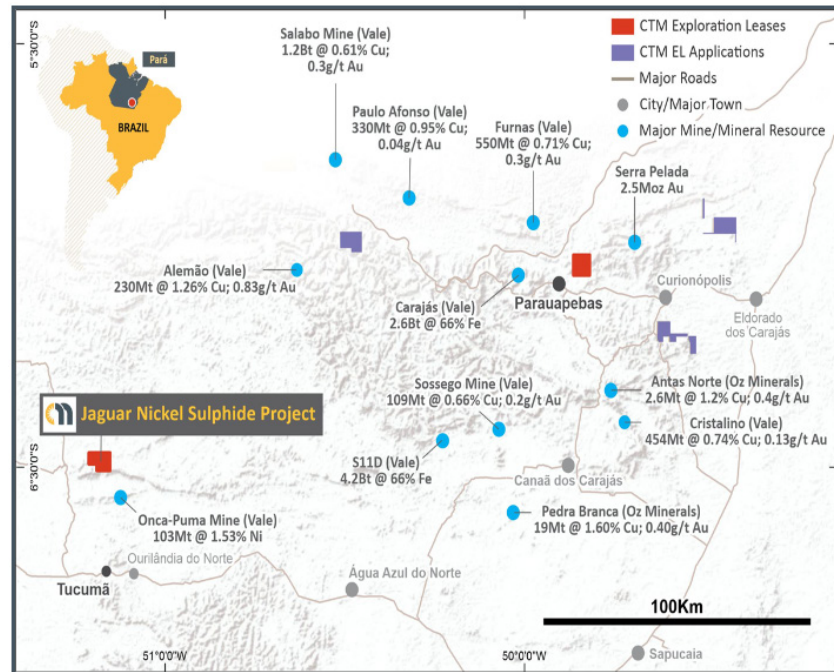 Pará
BRAZIL
CTM Exploration Leases
CTM EL Applications
Major Roads
City/Major Town
Major Mine/Mineral Resource
5°30'0"S
6°30'0"S
51°0'0"W
50°0'0"W
Salabo Mine (Vale)
1.2Bt @ 0.61% Cu;
0.3g/t Au
Paulo Afonso (Vale)
330Mt @ 0.95% Cu;
0.04g/t Au
Furnas (Vale)
550Mt @ 0.71% Cu;
0.3g/t Au
Serra Pelada
2.5Moz Au
Alemão (Vale)
230Mt @ 1.26% Cu; 0.83g/t Au
Carajás (Vale)
2.6Bt @ 66% Fe
Parauapebas
Curionópolis
Eldorado
dos Carajás
Jaguar Nickel Sulphide Project
Sossego Mine (Vale)
109Mt @ 0.66% Cu; 0.2g/t Au
Antas Norte (Oz Minerals)
2.6Mt @ 1.2% Cu; 0.4g/t Au
Cristalino (Vale)
454Mt @ 0.74% Cu; 0.13g/t Au
S11D (Vale)
4.2Bt @ 66% Fe
Canaã dos Carajás
Onca-Puma Mine (Vale)
103Mt @ 1.53% Ni
Pedra Branca (Oz Minerals)
19Mt @ 1.60% Cu; 0.40g/t Au
Ourilândia do Norte
Tucumã
Água Azul do Norte
100Km
Sapucaia